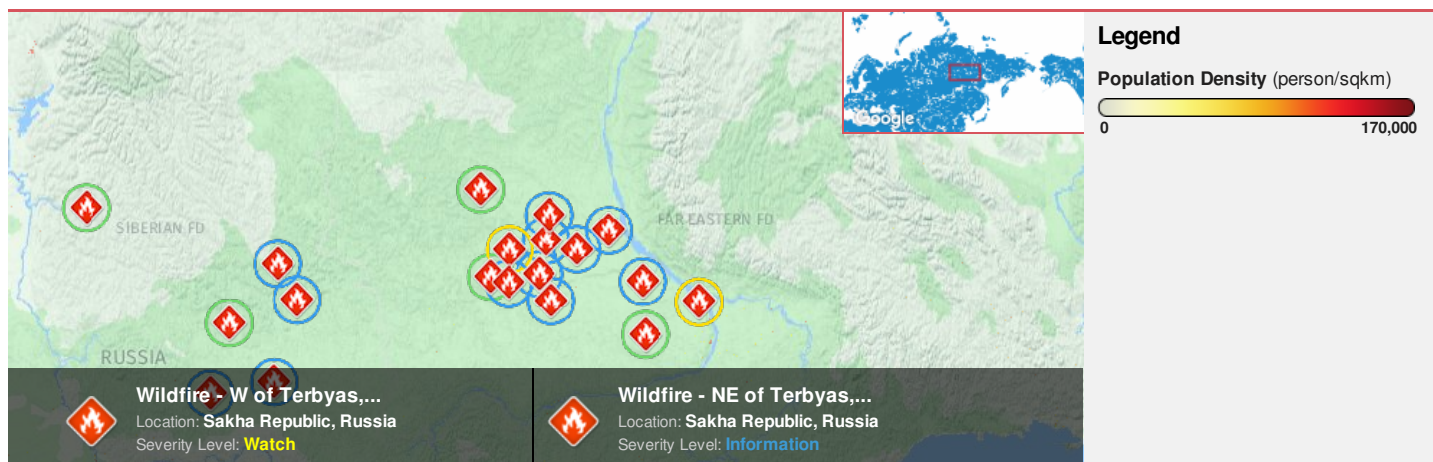 Google
SIBERIAN FD
FAR EASTERN FD
RUSSIA
Wildfire - W of Terbyas,...
Location: Sakha Republic, Russia
Severity Level: Watch
Wildfire - NE of Terbyas,...
Location: Sakha Republic, Russia
Severity Level: Information
Legend
Population Density (person/sqkm)
0 170,000